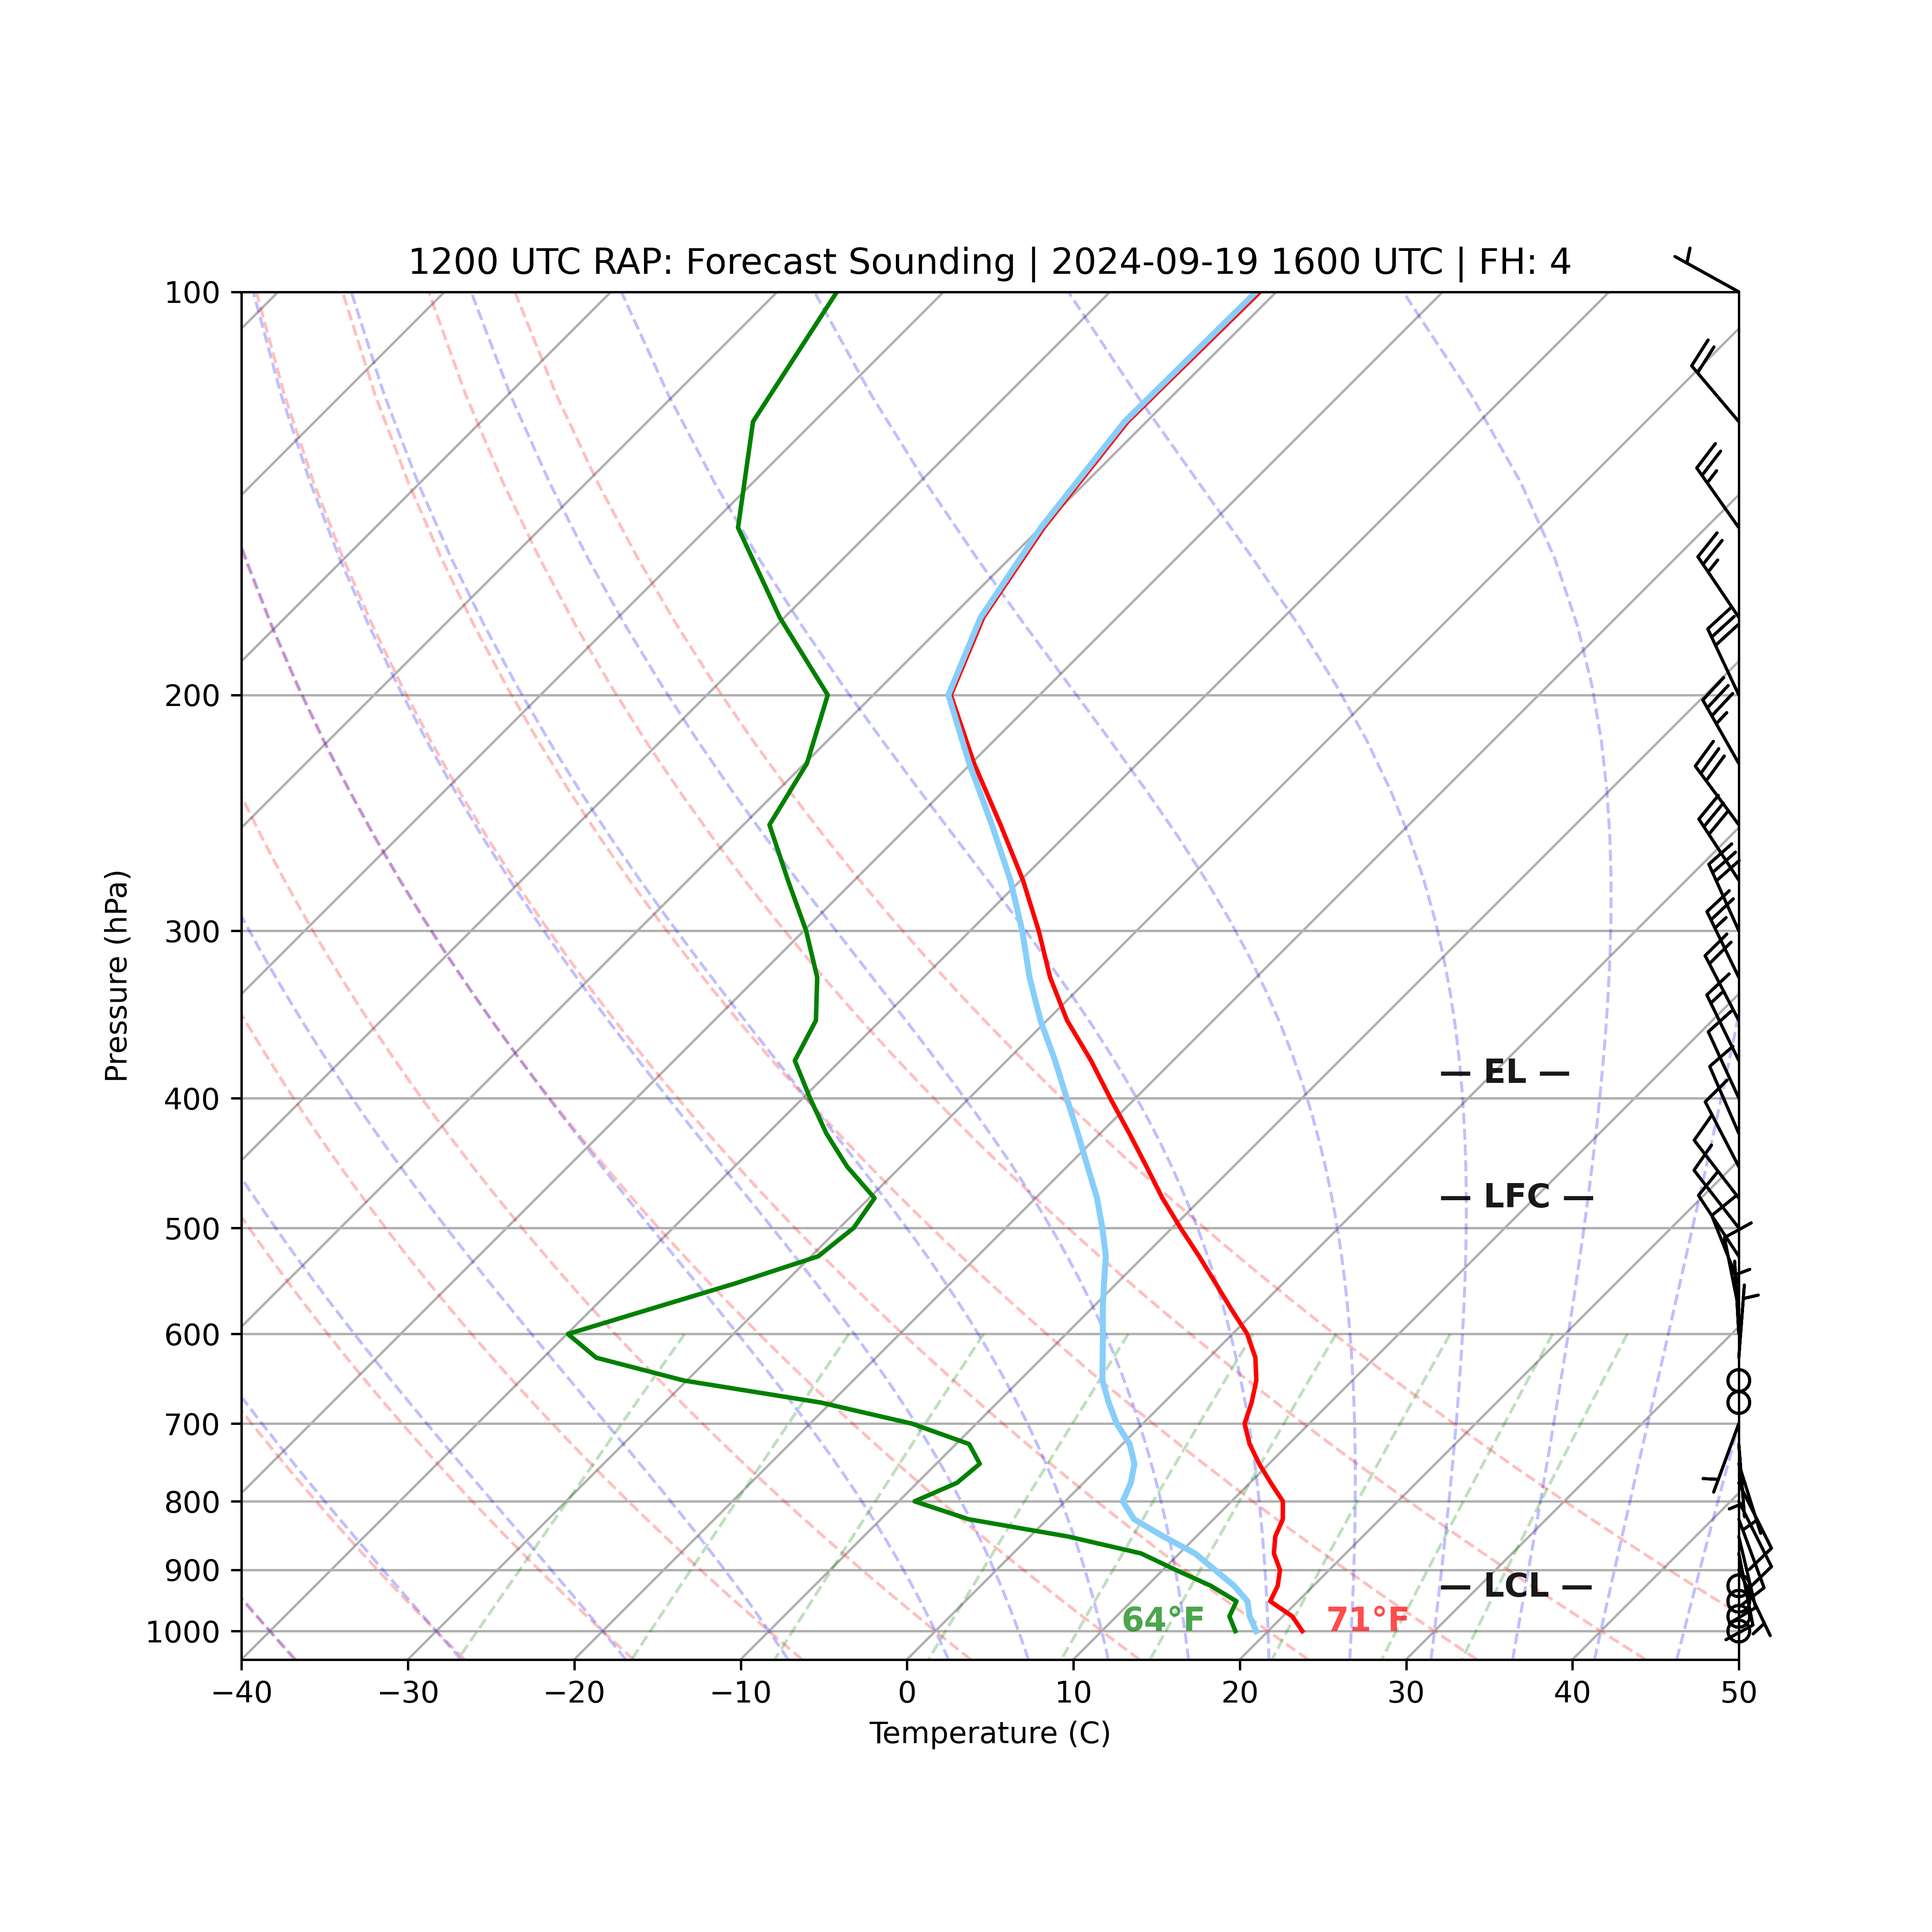 1200 UTC RAP: Forecast Sounding | 2024-09-19 1600 UTC | FH: 4
100
200
300
400
500
600
700
800
900
1000
Pressure (hPa)
— EL —
— LFC —
— LCL —
64°F
71°F
−40 −30 −20 −10 0 10 20 30 40 50
Temperature (C)